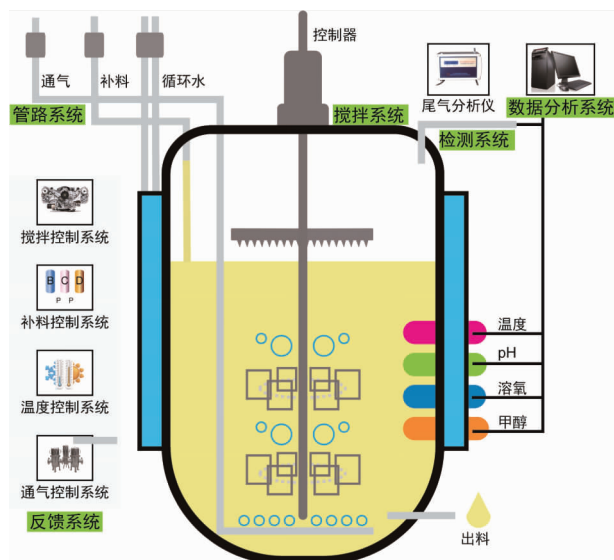 控制器
通气
补料
循环水
管路系统
搅拌系统
尾气分析仪
数据分析系统
检测系统
搅拌控制系统
B C D
P P
补料控制系统
温度控制系统
通气控制系统
反馈系统
温度
pH
溶氧
甲醇
出料